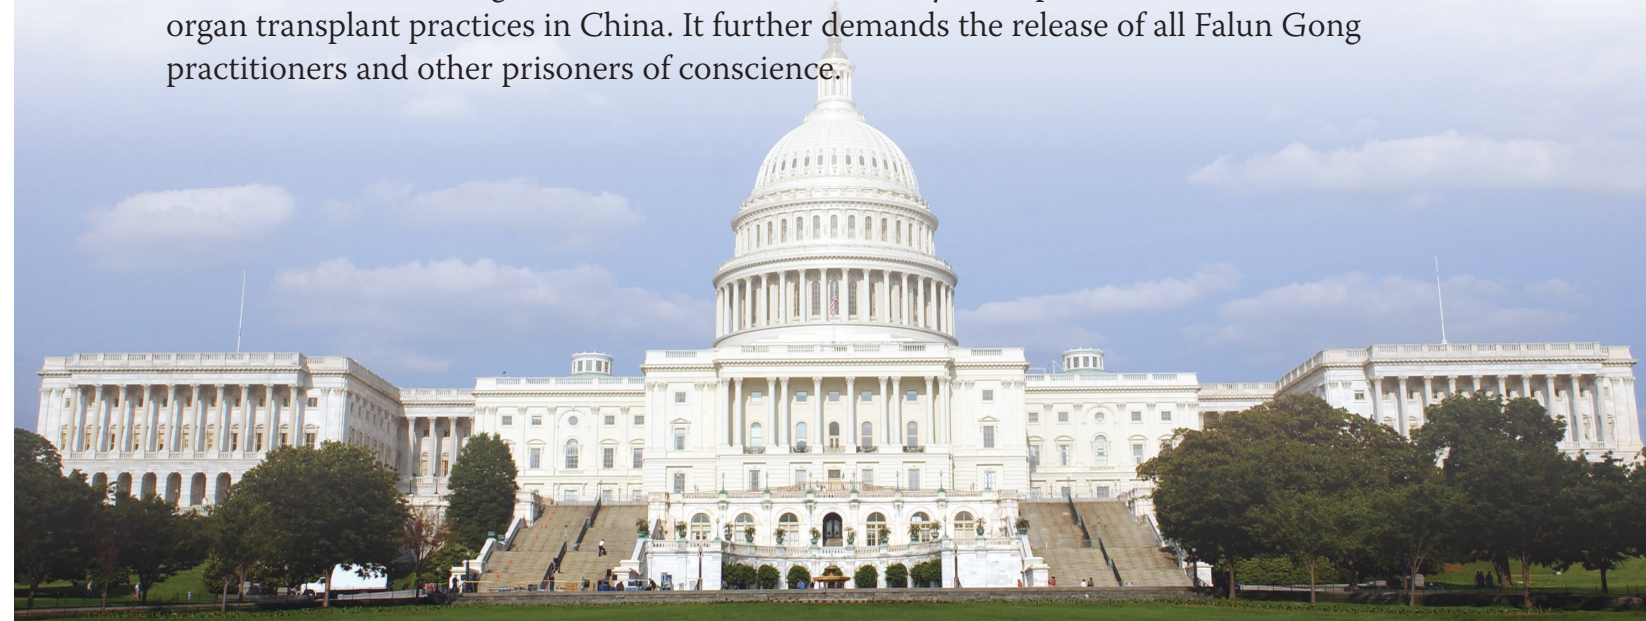 organ transplant practices in China. It further demands the release of all Falun Gong
practitioners and other prisoners of conscience.